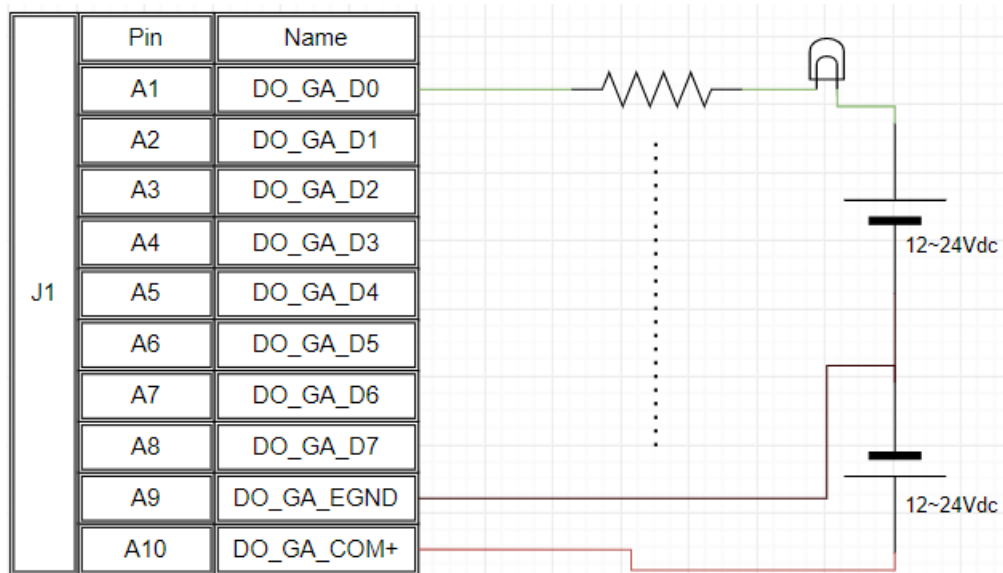 Pin Name
A1 DO_GA_D0
A2 DO_GA_D1
A3 DO_GA_D2
A4 DO_GA_D3
12~24Vdc
J1 A5 DO_GA_D4
A6 DO_GA_D5
A7 DO_GA_D6
A8 DO_GA_D7
A9 DO_GA_EGND
12~24Vdc
A10 DO_GA_COM+